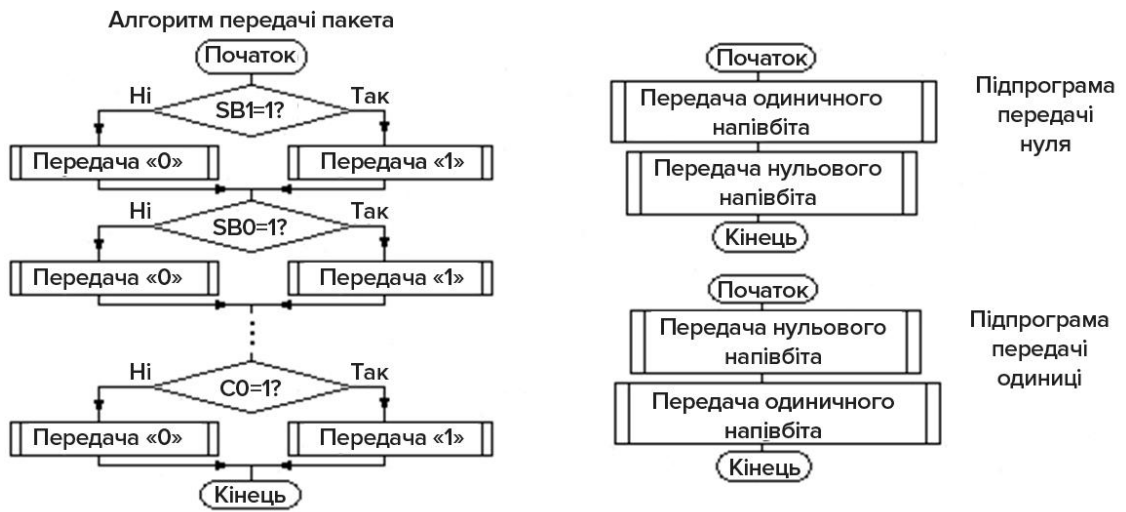 Алгоритм передачі пакета
Початок
Ні
Так
SB1=1?
Передача «0»
Передача «1»
Ні
Так
SB0=1?
Передача «0»
Передача «1»
Ні
Так
C0=1?
Передача «0»
Передача «1»
Кінець
Початок
Передача одиничного
напівбіта
Передача нульового
напівбіта
Кінець
Підпрограма
передачі
нуля
Початок
Передача нульового
напівбіта
Передача одиничного
напівбіта
Кінець
Підпрограма
передачі
одиниці